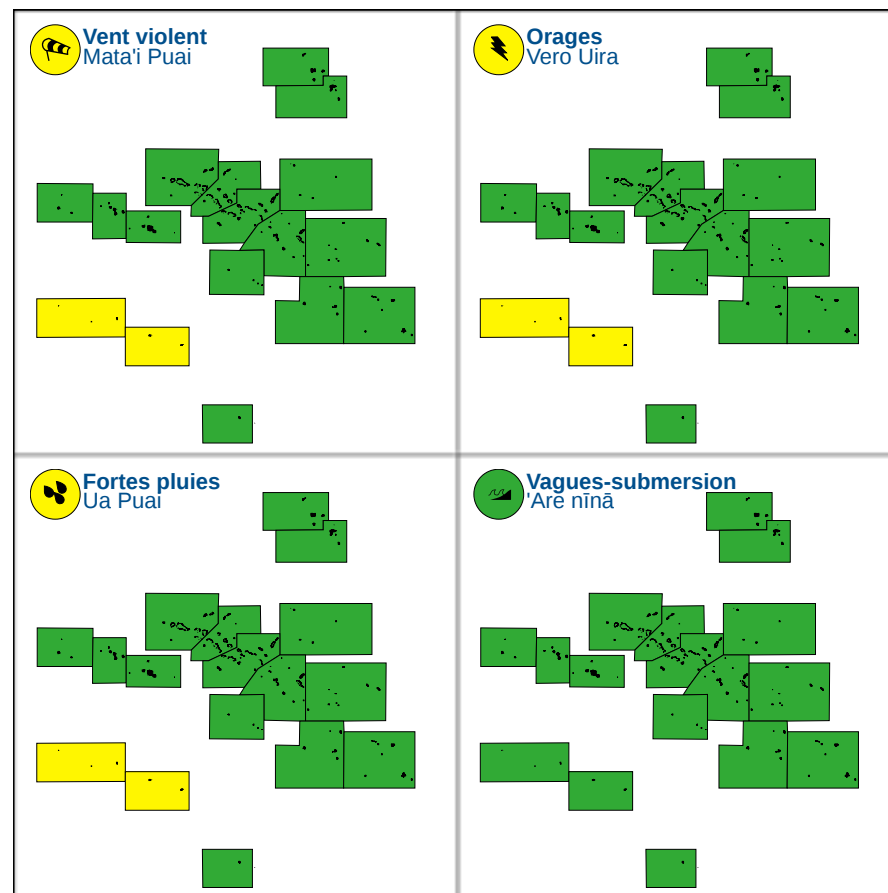 Vent violent
Mata'i Puai
Orages
Vero Uira
Fortes pluies
Ua Puai
Vagues-submersion
'Are nīnā